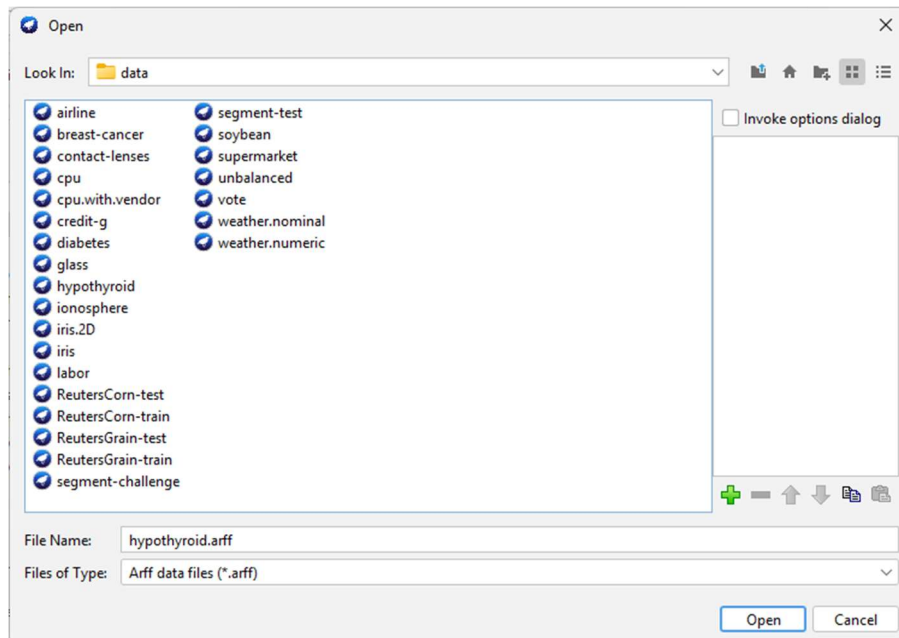 Open
Look In: data
airline
breast-cancer
contact-lenses
cpu
cpu.with.vendor
credit-g
diabetes
glass
hypothyroid
ionosphere
iris.2D
iris
labor
ReutersCorn-test
ReutersCorn-train
ReutersGrain-test
ReutersGrain-train
segment-challenge
segment-test
soybean
supermarket
unbalanced
vote
weather.nominal
weather.numeric
Invoke options dialog
File Name: hypothyroid.arff
Files of Type: Arff data files (*.arff)
Open Cancel